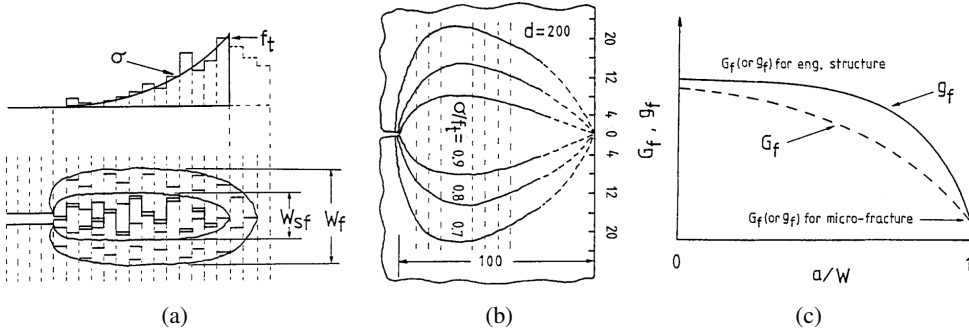 σ
f_t
W_sf
W_f
(a)
d=200
20
12
4
0
4
12
20
σ/f_t = 0.9
0.8
0.7
100
(b)
G_f, g_f
G_f (or g_f) for eng. structure
g_f
G_f
G_f (or g_f) for micro-fracture
0
1
a/W
(c)